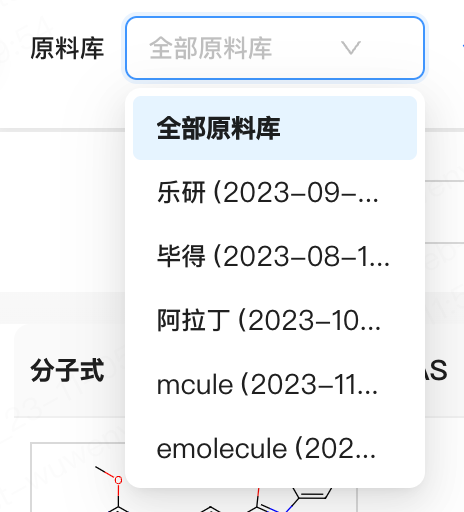 原料库 全部原料库
全部原料库
乐研 (2023-09-...
毕得 (2023-08-1...
阿拉丁 (2023-10...
分子式 AS
mcule (2023-11...
emolecule (202...
O